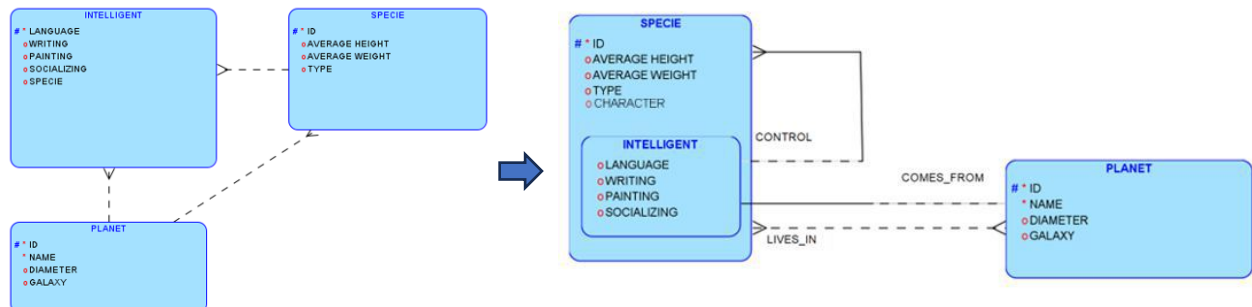 INTELLIGENT
# * LANGUAGE
o WRITING
o PAINTING
o SOCIALIZING
o SPECIE
SPECIE
# * ID
o AVERAGE HEIGHT
o AVERAGE WEIGHT
o TYPE
PLANET
# * ID
* NAME
o DIAMETER
o GALAXY
SPECIE
# * ID
o AVERAGE HEIGHT
o AVERAGE WEIGHT
o TYPE
o CHARACTER
INTELLIGENT
o LANGUAGE
o WRITING
o PAINTING
o SOCIALIZING
CONTROL
COMES_FROM
LIVES_IN
PLANET
# * ID
* NAME
o DIAMETER
o GALAXY